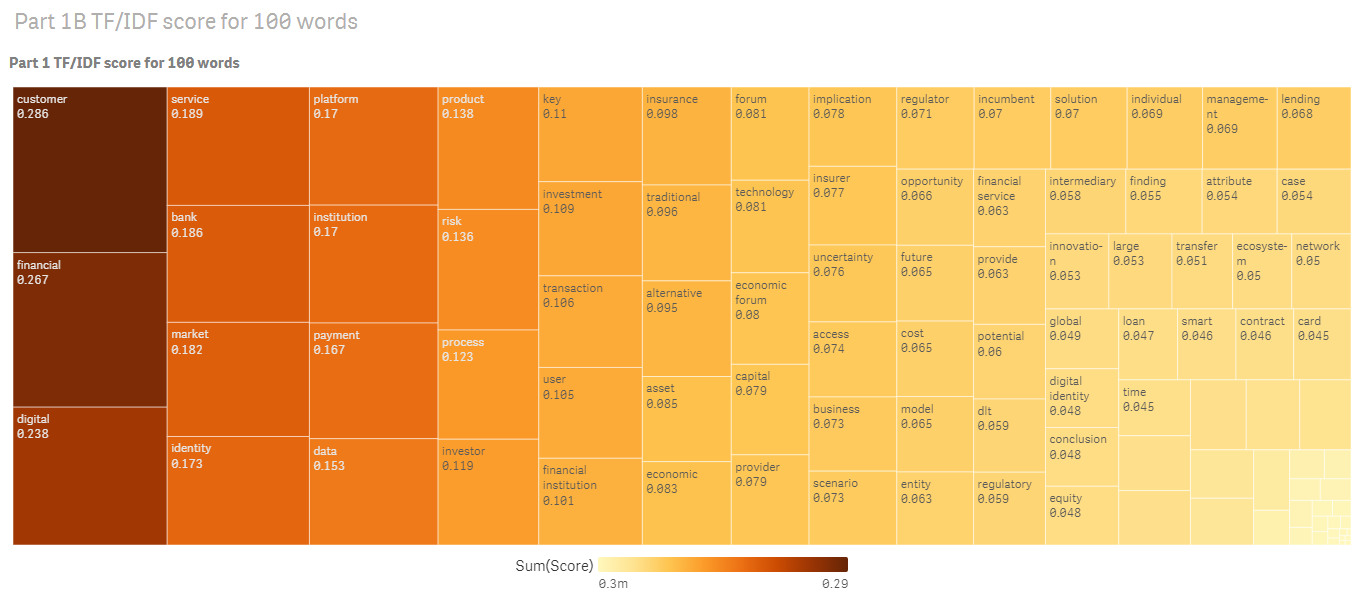 Part 1B TF/IDF score for 100 words
Part 1 TF/IDF score for 100 words
customer
0.286
financial
0.267
digital
0.238
service
0.189
bank
0.186
market
0.182
identity
0.173
platform
0.17
institution
0.17
payment
0.167
data
0.153
product
0.138
risk
0.136
process
0.123
investor
0.119
key
0.11
investment
0.109
transaction
0.106
user
0.105
financial
institution
0.101
insurance
0.098
traditional
0.096
alternative
0.095
asset
0.085
economic
0.083
forum
0.081
technology
0.081
economic
forum
0.08
capital
0.079
provider
0.079
implication
0.078
insurer
0.077
uncertainty
0.076
access
0.074
business
0.073
scenario
0.073
regulator
0.071
opportunity
0.066
future
0.065
cost
0.065
model
0.065
entity
0.063
incumbent
0.07
solution
0.07
individual
0.069
manageme-
nt
0.069
lending
0.068
financial
service
0.063
provide
0.063
potential
0.06
dlt
0.059
regulatory
0.059
intermediary
0.058
finding
0.055
attribute
0.054
case
0.054
innovatio-
n
0.053
large
0.053
transfer
0.051
ecosyste-
m
0.05
network
0.05
global
0.049
digital
identity
0.048
conclusion
0.048
equity
0.048
loan
0.047
smart
0.046
contract
0.046
card
0.045
time
0.045
Sum(Score)
0.3m
0.29